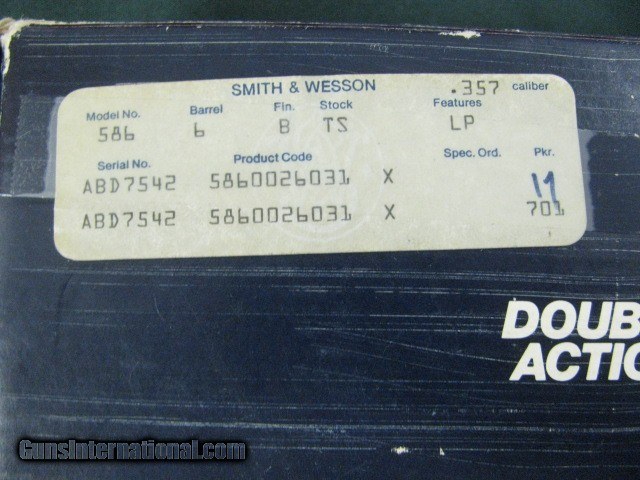 SMITH & WESSON .357 caliber
Model No. Barrel Fin. Stock Features
586 6 B TS LP
Serial No. Product Code Spec. Ord. Pkr.
ABD7542 5860026031 X 11
ABD7542 5860026031 X 701
DOUB
ACTIO
GunsInternational.com